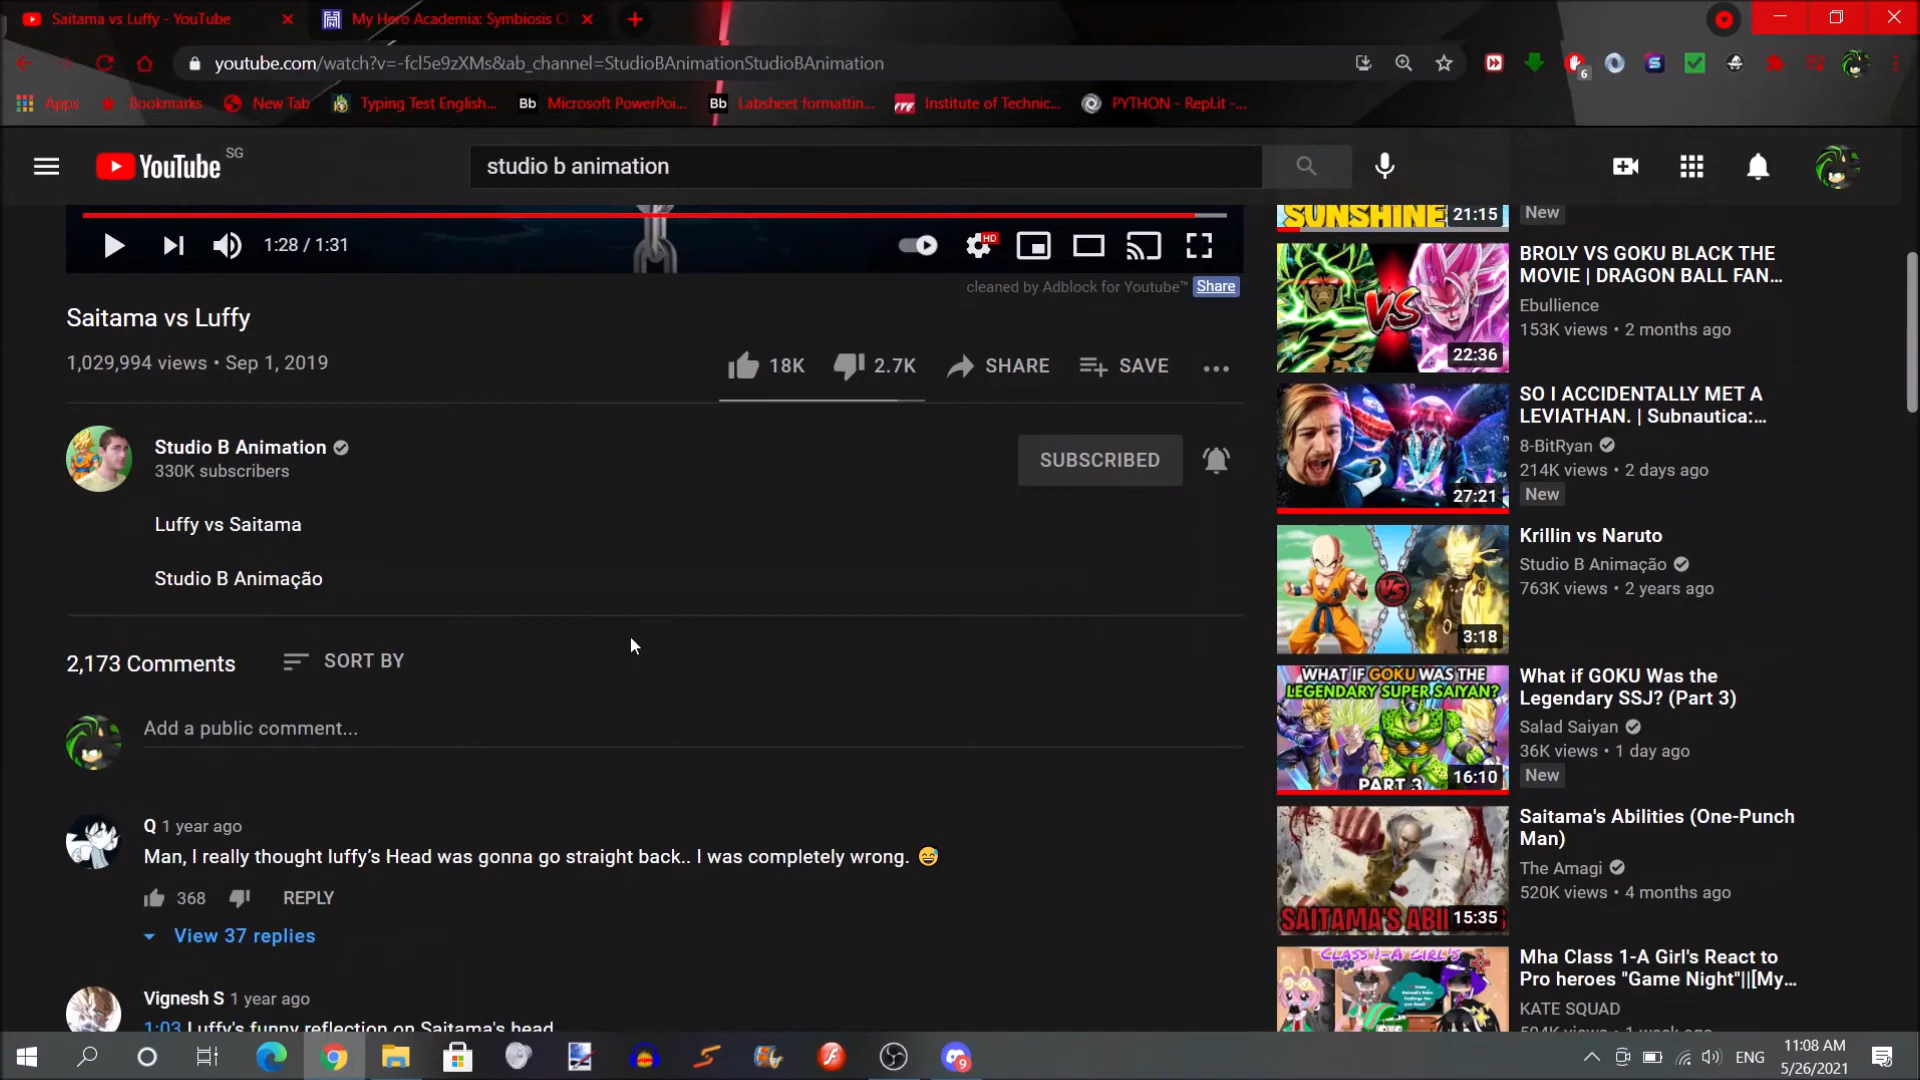 Saitama vs Luffy - YouTube
My Hero Academia: Symbiosis C
youtube.com/watch?v=-fcl5e9zXMs&ab_channel=StudioBAnimationStudioBAnimation
6
Apps
Bookmarks
New Tab
Typing Test English...
Bb
Microsoft PowerPoi...
Bb
Labsheet formattin...
Institute of Technic...
PYTHON - Repl.it -...
YouTube
SG
studio b animation
1:28 / 1:31
HD
cleaned by Adblock for Youtube™ Share
Saitama vs Luffy
1,029,994 views • Sep 1, 2019
18K
2.7K
SHARE
SAVE
Studio B Animation
330K subscribers
SUBSCRIBED
Luffy vs Saitama
Studio B Animação
2,173 Comments
SORT BY
Add a public comment...
Q 1 year ago
Man, I really thought luffy's Head was gonna go straight back.. I was completely wrong. 😅
368
REPLY
View 37 replies
Vignesh S 1 year ago
1:03 Luffy's funny reflection on Saitama's head
SUNSHINE
21:15
New
VS
22:36
BROLY VS GOKU BLACK THE
MOVIE | DRAGON BALL FAN...
Ebullience
153K views • 2 months ago
27:21
SO I ACCIDENTALLY MET A
LEVIATHAN. | Subnautica:...
8-BitRyan
214K views • 2 days ago
New
VS
3:18
Krillin vs Naruto
Studio B Animação
763K views • 2 years ago
WHAT IF GOKU WAS THE
LEGENDARY SUPER SAIYAN?
PART 3
16:10
What if GOKU Was the
Legendary SSJ? (Part 3)
Salad Saiyan
36K views • 1 day ago
New
SAITAMA'S ABI
15:35
Saitama's Abilities (One-Punch
Man)
The Amagi
520K views • 4 months ago
CLASS 1-A GIRL'S
Mha Class 1-A Girl's React to
Pro heroes "Game Night"||[My...
KATE SQUAD
9
ENG
11:08 AM
5/26/2021